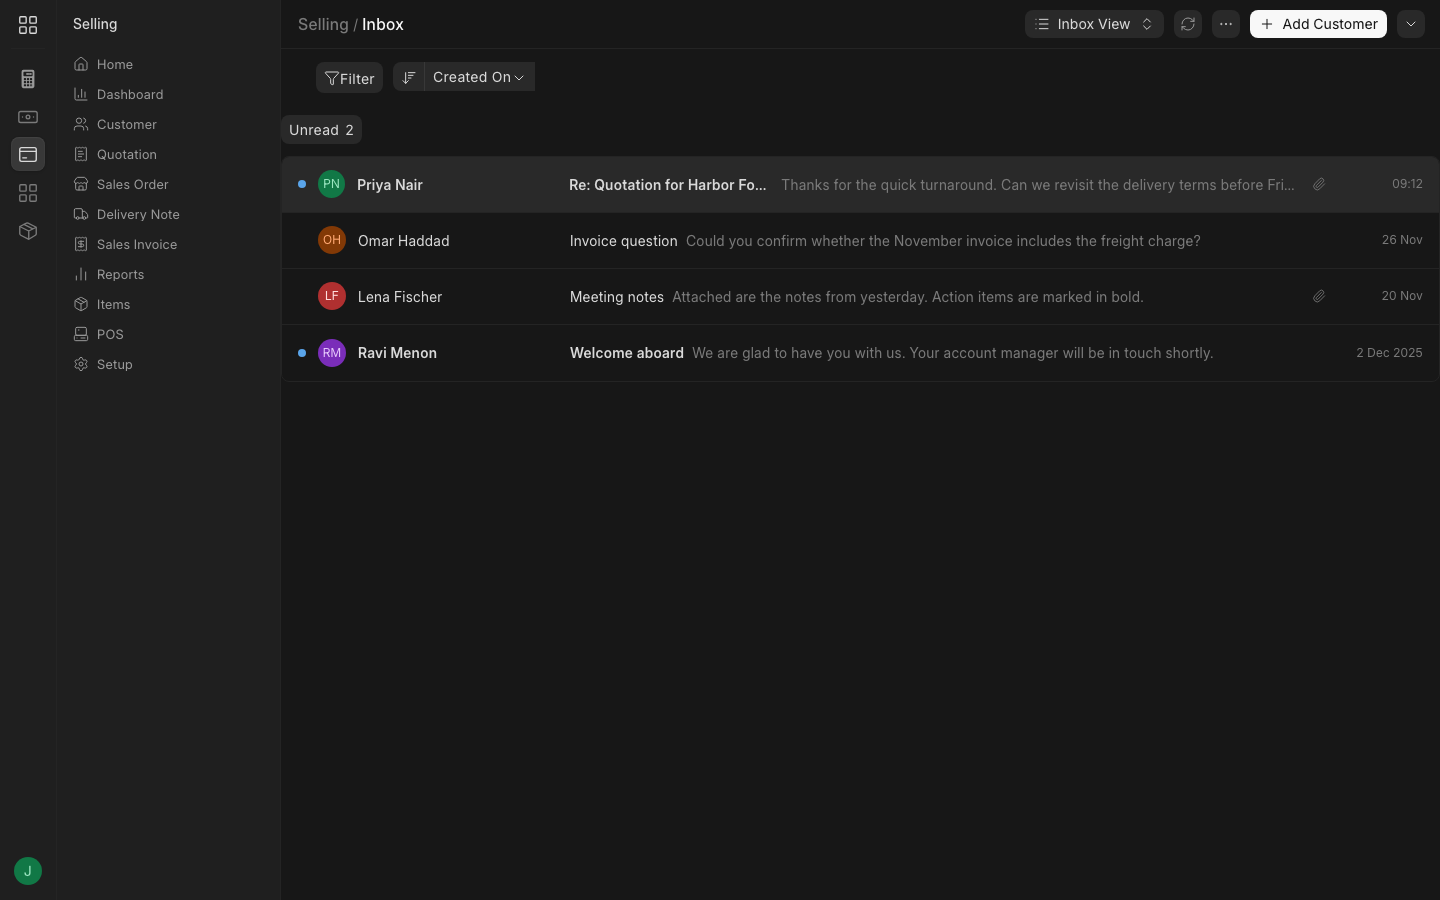 Selling
Home
Dashboard
Customer
Quotation
Sales Order
Delivery Note
Sales Invoice
Reports
Items
POS
Setup
J
Selling / Inbox
Inbox View
Add Customer
Filter
Created On
Unread 2
PN Priya Nair Re: Quotation for Harbor Fo... Thanks for the quick turnaround. Can we revisit the delivery terms before Fri... 09:12
OH Omar Haddad Invoice question Could you confirm whether the November invoice includes the freight charge? 26 Nov
LF Lena Fischer Meeting notes Attached are the notes from yesterday. Action items are marked in bold. 20 Nov
RM Ravi Menon Welcome aboard We are glad to have you with us. Your account manager will be in touch shortly. 2 Dec 2025